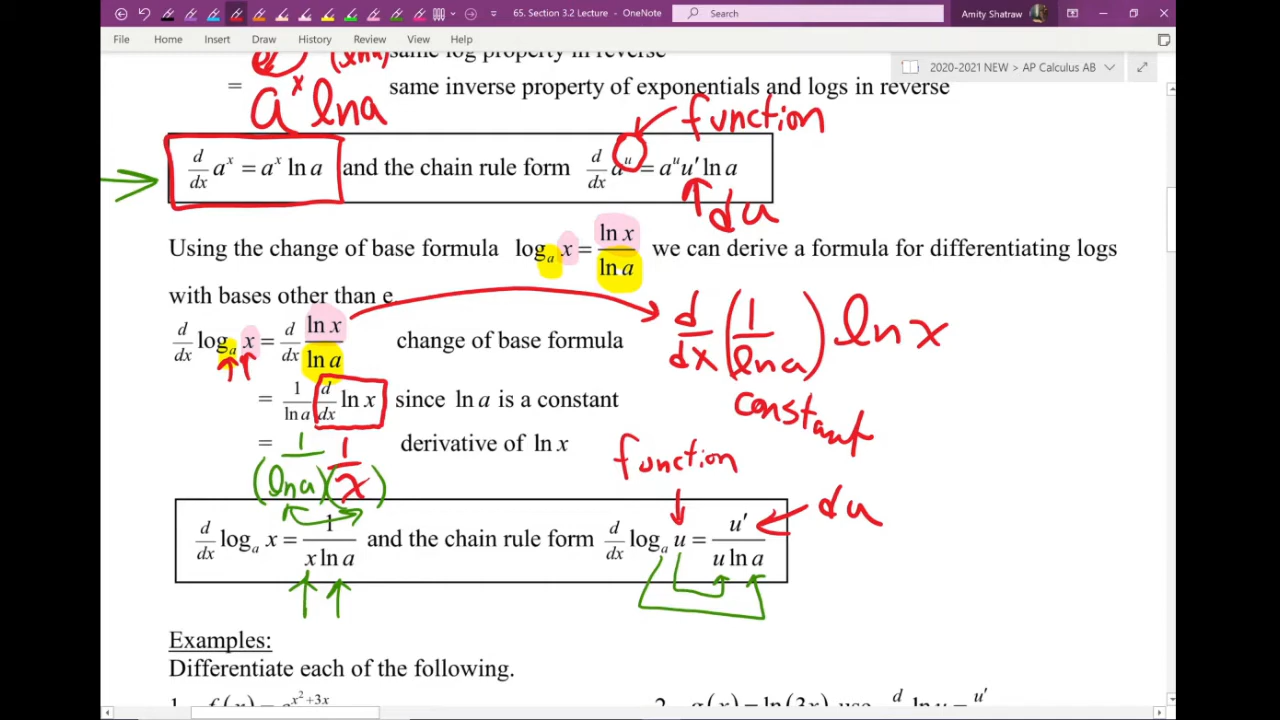 65. Section 3.2 Lecture - OneNote
Search
Amity Shatraw
File Home Insert Draw History Review View Help
2020-2021 NEW > AP Calculus AB
same log property in reverse
= a^x ln a same inverse property of exponentials and logs in reverse
function
d/dx a^x = a^x ln a and the chain rule form d/dx a^u = a^u u' ln a
du
Using the change of base formula log_a x = ln x / ln a we can derive a formula for differentiating logs
with bases other than e.
d/dx log_a x = d/dx ln x / ln a change of base formula d/dx (1/ln a) ln x
= 1/ln a d/dx ln x since ln a is a constant constant
= (1/ln a)(1/x) derivative of ln x function
du
d/dx log_a x = 1 / x ln a and the chain rule form d/dx log_a u = u' / u ln a
Examples:
Differentiate each of the following.